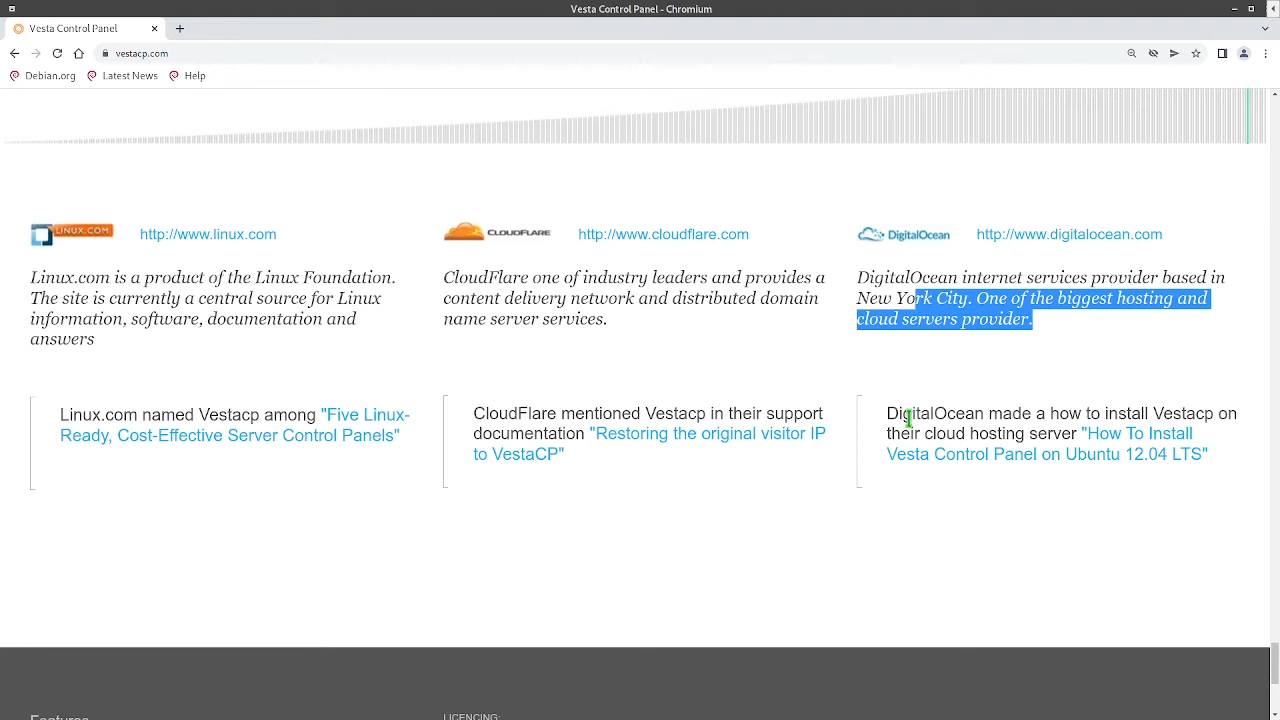 Vesta Control Panel - Chromium
Vesta Control Panel
vestacp.com
Debian.org
Latest News
Help
LINUX.COM
http://www.linux.com
Linux.com is a product of the Linux Foundation.
The site is currently a central source for Linux
information, software, documentation and
answers
Linux.com named Vestacp among "Five Linux-
Ready, Cost-Effective Server Control Panels"
CLOUDFLARE
http://www.cloudflare.com
CloudFlare one of industry leaders and provides a
content delivery network and distributed domain
name server services.
CloudFlare mentioned Vestacp in their support
documentation "Restoring the original visitor IP
to VestaCP"
DigitalOcean
http://www.digitalocean.com
DigitalOcean internet services provider based in
New York City. One of the biggest hosting and
cloud servers provider.
DigitalOcean made a how to install Vestacp on
their cloud hosting server "How To Install
Vesta Control Panel on Ubuntu 12.04 LTS"
Features
LICENCING: